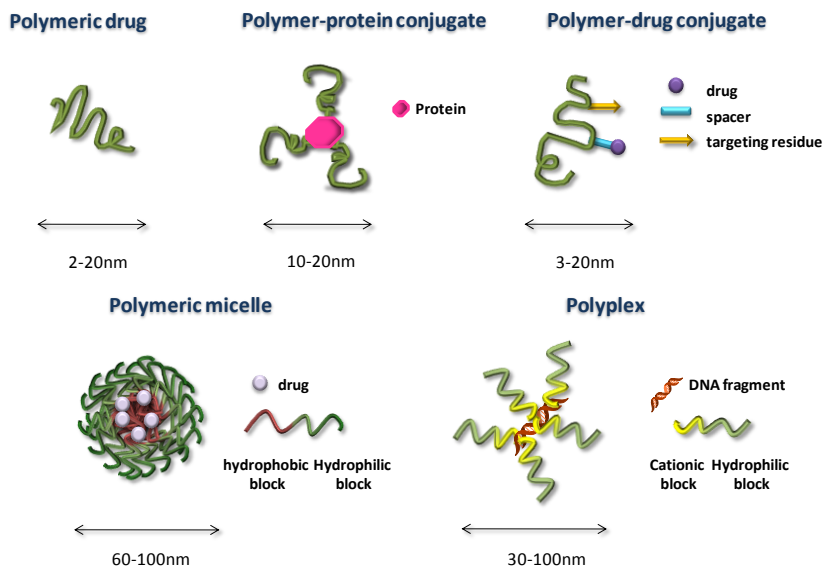 Polymeric drug
Polymer-protein conjugate
Polymer-drug conjugate
Protein
drug
spacer
targeting residue
2-20nm
10-20nm
3-20nm
Polymeric micelle
Polyplex
drug
hydrophobic Hydrophilic
block block
DNA fragment
Cationic Hydrophilic
block block
60-100nm
30-100nm